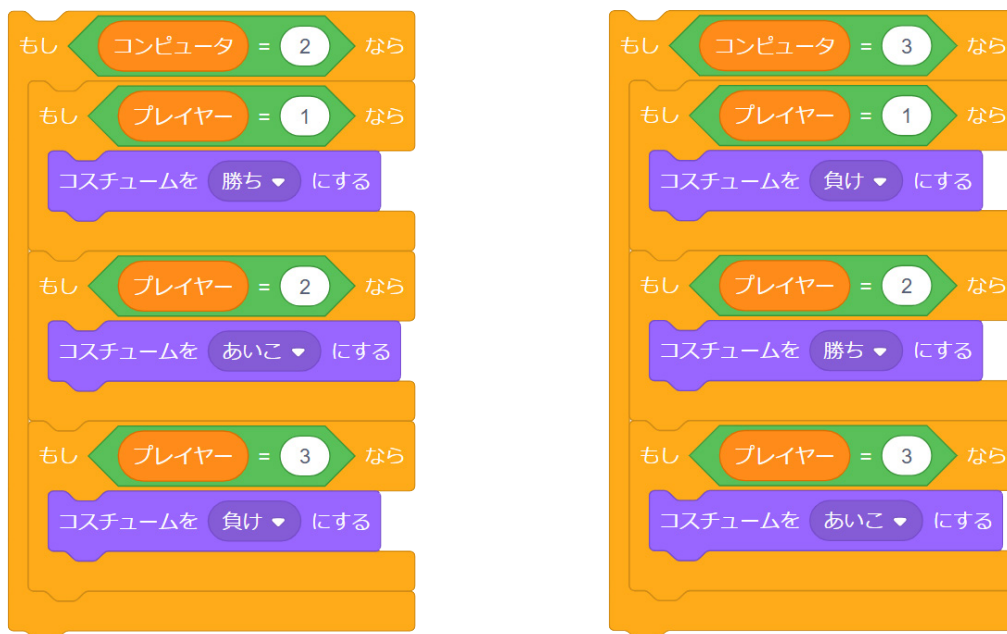 もし コンピュータ = 2 なら
もし プレイヤー = 1 なら
コスチュームを 勝ち にする
もし プレイヤー = 2 なら
コスチュームを あいこ にする
もし プレイヤー = 3 なら
コスチュームを 負け にする
もし コンピュータ = 3 なら
もし プレイヤー = 1 なら
コスチュームを 負け にする
もし プレイヤー = 2 なら
コスチュームを 勝ち にする
もし プレイヤー = 3 なら
コスチュームを あいこ にする